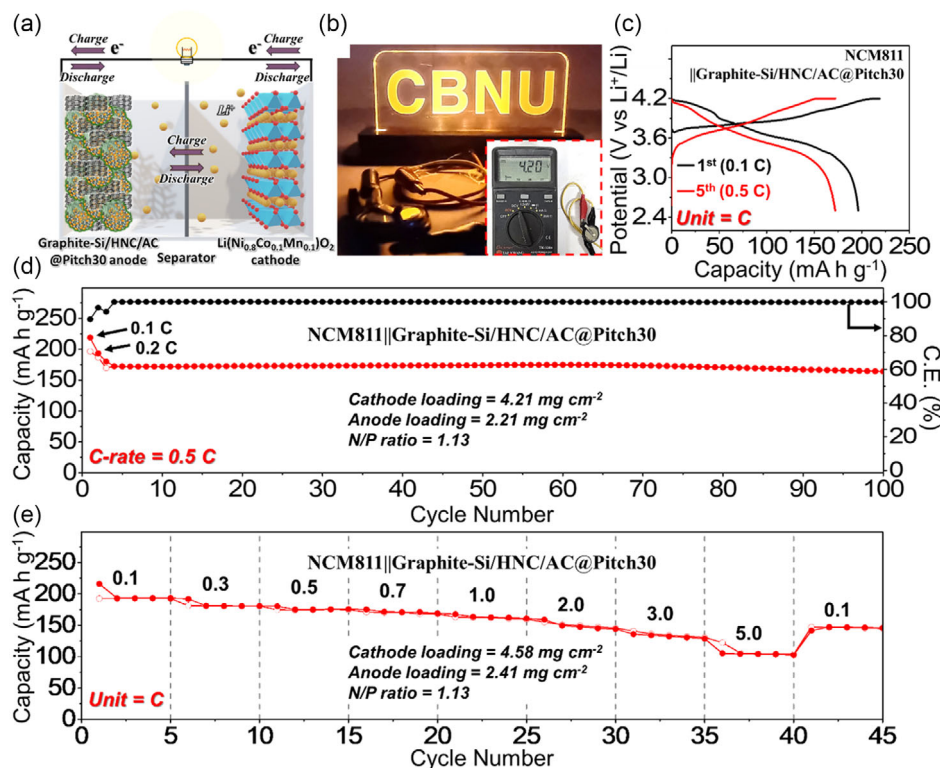 (a)
Charge
e⁻
Discharge
Charge
e⁻
Discharge
Li⁺
Charge
Discharge
Graphite-Si/HNC/AC
@Pitch30 anode
Separator
Li(Ni₀.₈Co₀.₁Mn₀.₁)O₂
cathode
(b)
CBNU
4.20
(c)
NCM811
||Graphite-Si/HNC/AC@Pitch30
Potential (V vs Li⁺/Li)
4.2
3.6
3.0
2.4
1st (0.1 C)
5th (0.5 C)
Unit = C
0 50 100 150 200 250
Capacity (mA h g⁻¹)
(d)
Capacity (mA h g⁻¹)
250
200
150
100
50
0
0.1 C
0.2 C
NCM811||Graphite-Si/HNC/AC@Pitch30
Cathode loading = 4.21 mg cm⁻²
Anode loading = 2.21 mg cm⁻²
N/P ratio = 1.13
C-rate = 0.5 C
100
80
60
40
20
0
C.E. (%)
0 10 20 30 40 50 60 70 80 90 100
Cycle Number
(e)
Capacity (mA h g⁻¹)
250
200
150
100
50
0
NCM811||Graphite-Si/HNC/AC@Pitch30
0.1 0.3 0.5 0.7 1.0 2.0 3.0 5.0 0.1
Cathode loading = 4.58 mg cm⁻²
Anode loading = 2.41 mg cm⁻²
N/P ratio = 1.13
Unit = C
0 5 10 15 20 25 30 35 40 45
Cycle Number